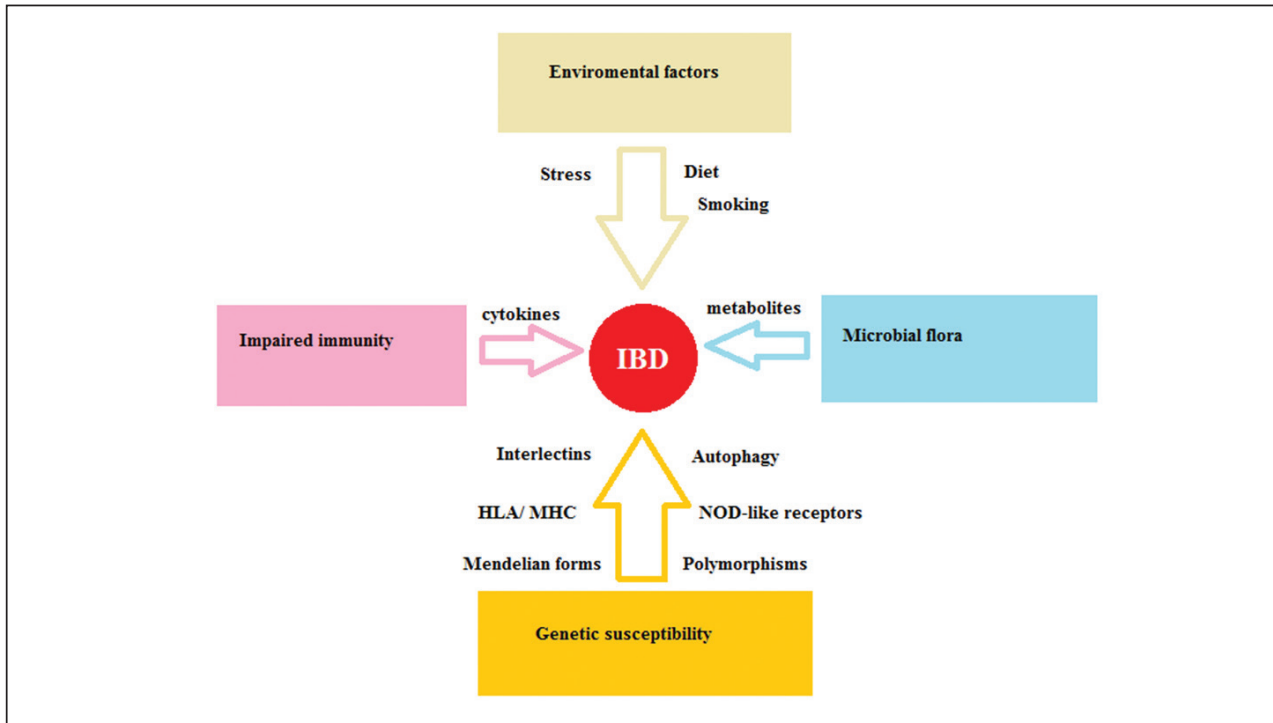 Enviromental factors
Stress
Diet
Smoking
cytokines
metabolites
Impaired immunity
IBD
Microbial flora
Interlectins
Autophagy
HLA/ MHC
NOD-like receptors
Mendelian forms
Polymorphisms
Genetic susceptibility